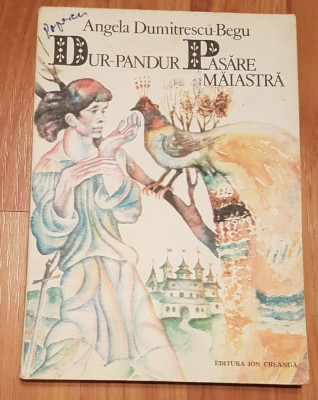 Angela Dumitrescu-Begu
DUR-PANDUR PASĂRE
MĂIASTRĂ
EDITURA ION CREANGĂ